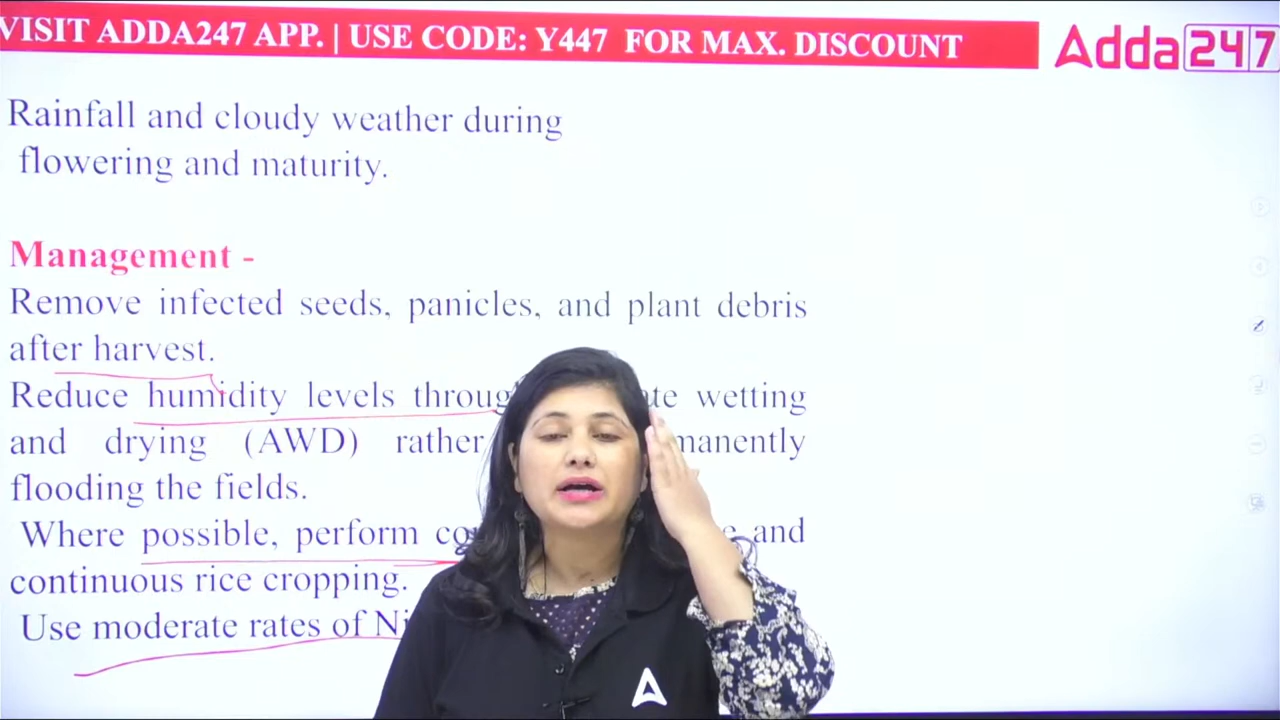 VISIT ADDA247 APP. | USE CODE: Y447 FOR MAX. DISCOUNT
Adda247
Rainfall and cloudy weather during
flowering and maturity.
Management -
Remove infected seeds, panicles, and plant debris
after harvest.
Reduce humidity levels wetting
and drying (AWD) rather
flooding the fields.
Where possible, perform and
continuous rice cropping.
Use moderate rates of